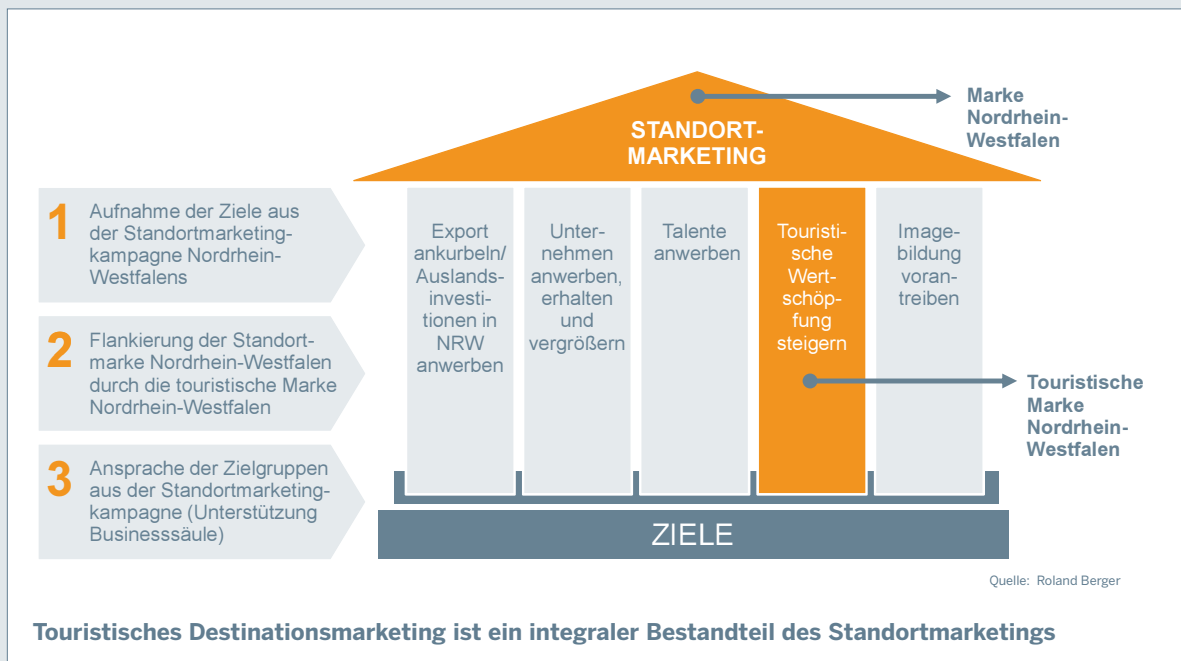 STANDORT-
MARKETING
Marke
Nordrhein-
Westfalen
1
Aufnahme der Ziele aus
der Standortmarketing-
kampagne Nordrhein-
Westfalens
2
Flankierung der Standort-
marke Nordrhein-Westfalen
durch die touristische Marke
Nordrhein-Westfalen
3
Ansprache der Zielgruppen
aus der Standortmarketing-
kampagne (Unterstützung
Businesssäule)
Export
ankurbeln/
Auslands-
investi-
tionen in
NRW
anwerben
Unter-
nehmen
anwerben,
erhalten
und
vergrößern
Talente
anwerben
Touristi-
sche
Wert-
schöp-
fung
steigern
Image-
bildung
voran-
treiben
Touristische
Marke
Nordrhein-
Westfalen
ZIELE
Quelle: Roland Berger
Touristisches Destinationsmarketing ist ein integraler Bestandteil des Standortmarketings